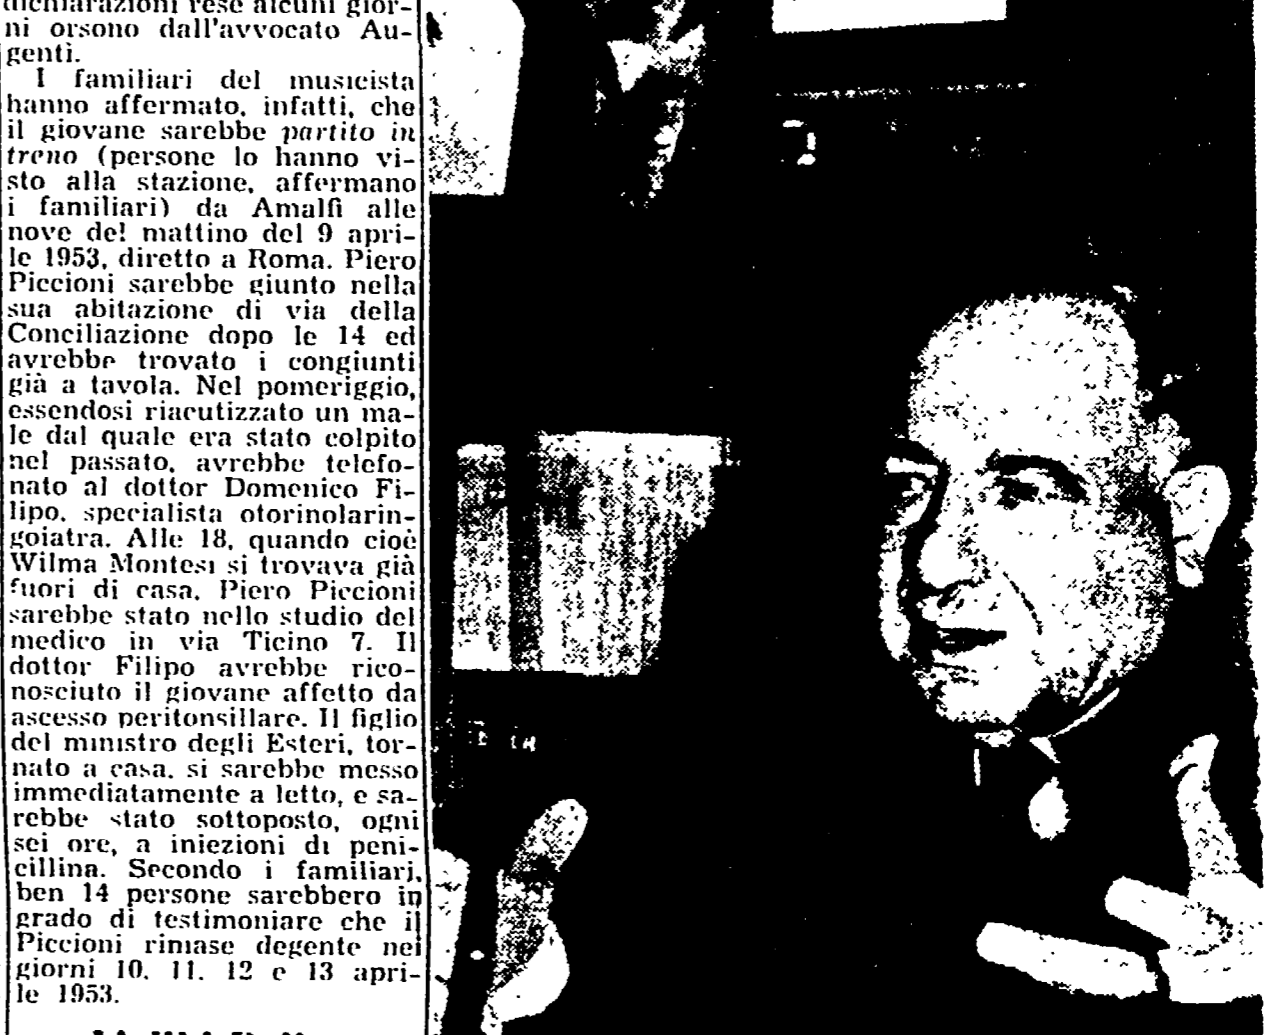 dichiarazioni rese alcuni gior-
ni orsono dall'avvocato Au-
genti.
I familiari del musicista
hanno affermato, infatti, che
il giovane sarebbe partito in
treno (persone lo hanno vi-
sto alla stazione, affermano
i familiari) da Amalfi alle
nove del mattino del 9 apri-
le 1953, diretto a Roma. Piero
Piccioni sarebbe giunto nella
sua abitazione di via della
Conciliazione dopo le 14 ed
avrebbe trovato i congiunti
già a tavola. Nel pomeriggio,
essendosi riacutizzato un ma-
le dal quale era stato colpito
nel passato, avrebbe telefo-
nato al dottor Domenico Fi-
lipo, specialista otorinolarin-
goiatra. Alle 18, quando cioè
Wilma Montesi si trovava già
fuori di casa, Piero Piccioni
sarebbe stato nello studio del
medico in via Ticino 7. Il
dottor Filipo avrebbe rico-
nosciuto il giovane affetto da
ascesso peritonsillare. Il figlio
del ministro degli Esteri, tor-
nato a casa, si sarebbe messo
immediatamente a letto, e sa-
rebbe stato sottoposto, ogni
sei ore, a iniezioni di peni-
cillina. Secondo i familiari,
ben 14 persone sarebbero in
grado di testimoniare che il
Piccioni rimase degente nei
giorni 10, 11, 12 e 13 apri-
le 1953.